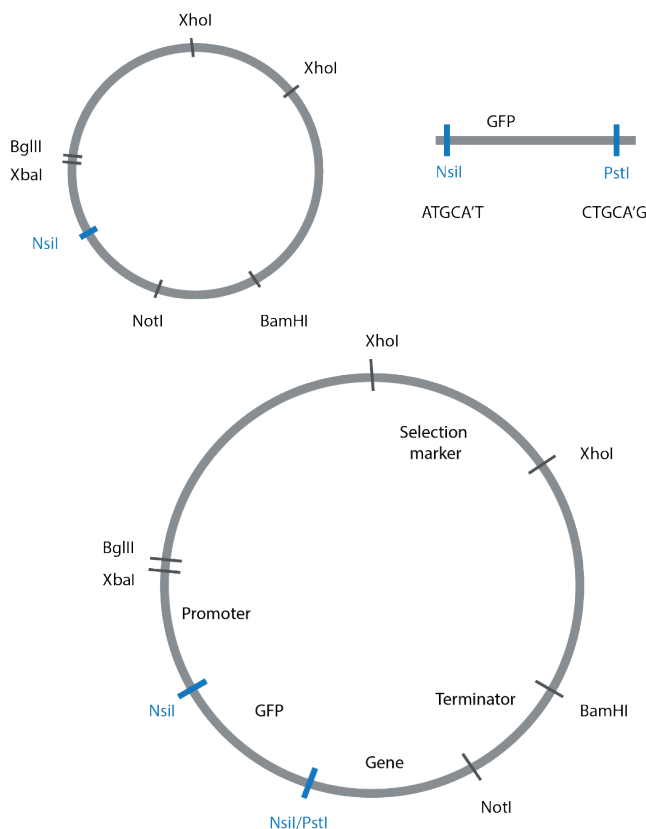 XhoI
XhoI
BglII
XbaI
NsiI
NotI
BamHI
GFP
NsiI
PstI
ATGCA'T
CTGCA'G
XhoI
Selection
marker
XhoI
BglII
XbaI
Promoter
NsiI
GFP
Terminator
BamHI
Gene
NotI
NsiI/PstI